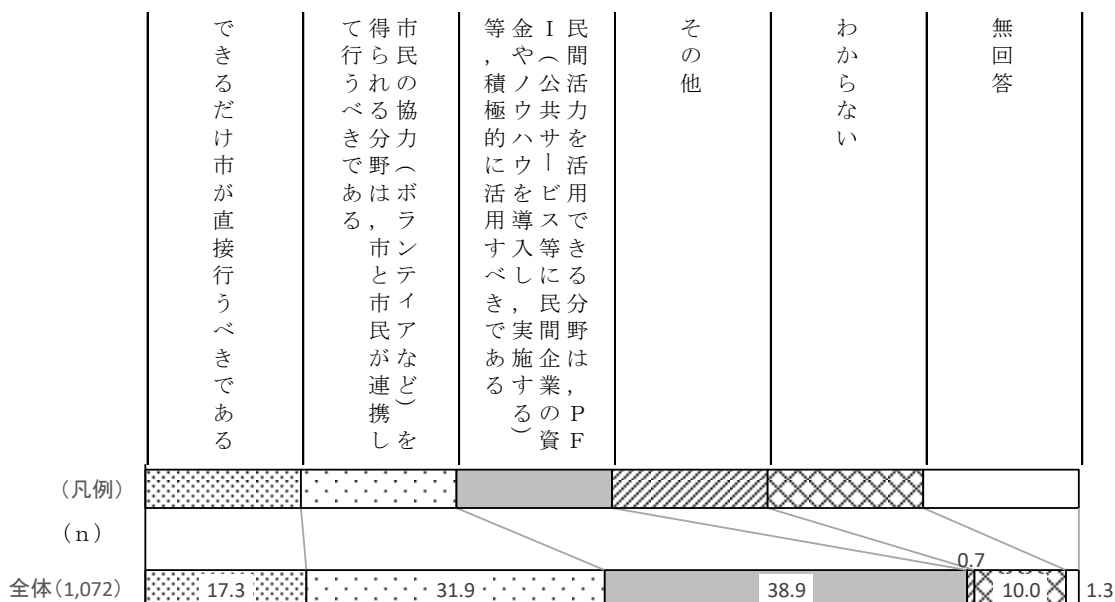 できるだけ市が直接行うべきである
市民の協力（ボランティアなど）を
得られる分野は，市と市民が連携し
て行うべきである
民間活力を活用できる分野は，ＰＦ
Ｉ（公共サービス等に民間企業の資
金やノウハウを導入し，実施する）
等，積極的に活用すべきである
その他
わからない
無回答
（凡例）
（ｎ）
0.7
全体(1,072) 17.3 31.9 38.9 10.0 1.3